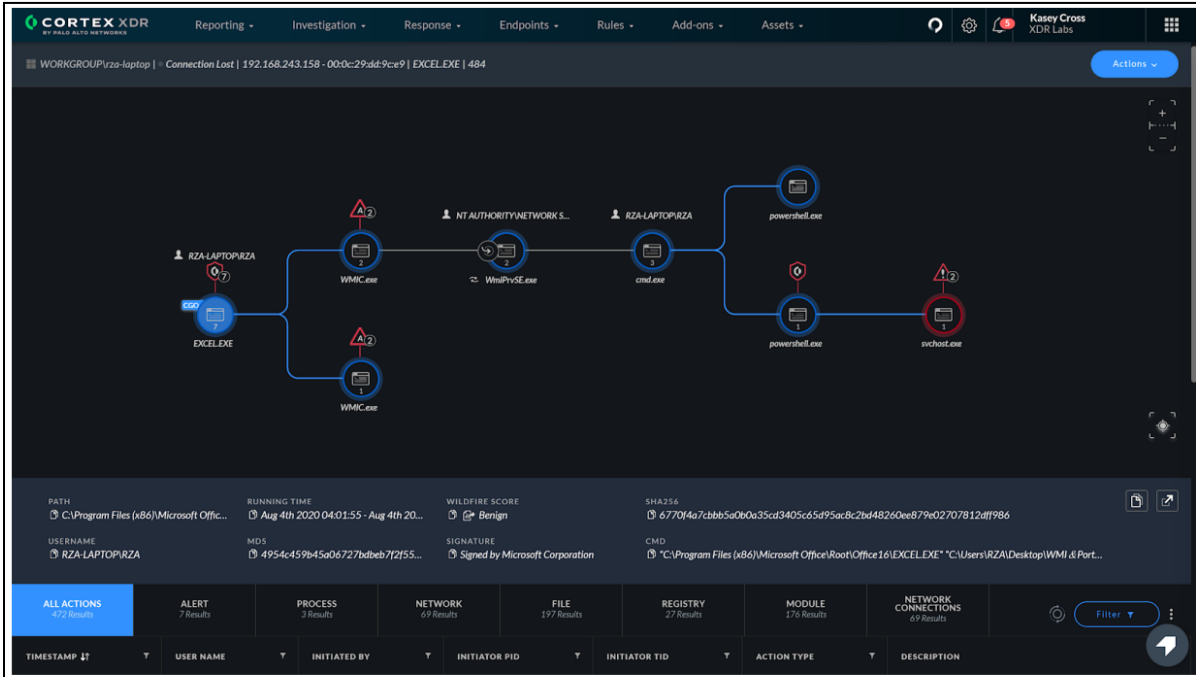 CORTEX XDR
BY PALO ALTO NETWORKS
Reporting
Investigation
Response
Endpoints
Rules
Add-ons
Assets
5
Kasey Cross
XDR Labs
WORKGROUP\rza-laptop | Connection Lost | 192.168.243.158 - 00:0c:29:dd:9c:e9 | EXCEL.EXE | 484
Actions
powershell.exe
A 2
NT AUTHORITY\NETWORK S...
RZA-LAPTOP\RZA
2
WMIC.exe
2
WmiPrvSE.exe
3
cmd.exe
RZA-LAPTOP\RZA
7
CGO
7
EXCEL.EXE
2
1
powershell.exe
1
svchost.exe
A 2
1
WMIC.exe
PATH
C:\Program Files (x86)\Microsoft Offic...
RUNNING TIME
Aug 4th 2020 04:01:55 - Aug 4th 20...
WILDFIRE SCORE
Benign
SHA256
6770f4a7cbbb5a0b0a35cd3405c65d95ac8c2bd48260ee879e02707812dff986
USERNAME
RZA-LAPTOP\RZA
MD5
4954c459b45a06727bdbeb7f2f55...
SIGNATURE
Signed by Microsoft Corporation
CMD
"C:\Program Files (x86)\Microsoft Office\Root\Office16\EXCEL.EXE" "C:\Users\RZA\Desktop\WMI & Port...
ALL ACTIONS
472 Results
ALERT
7 Results
PROCESS
3 Results
NETWORK
69 Results
FILE
197 Results
REGISTRY
27 Results
MODULE
176 Results
NETWORK
CONNECTIONS
69 Results
Filter
TIMESTAMP
USER NAME
INITIATED BY
INITIATOR PID
INITIATOR TID
ACTION TYPE
DESCRIPTION